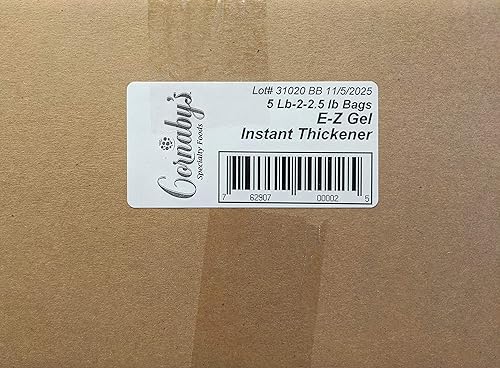 Cornaby's
Specialty Foods
Lot# 31020 BB 11/5/2025
5 Lb-2-2.5 lb Bags
E-Z Gel
Instant Thickener
7 62907 00002 5